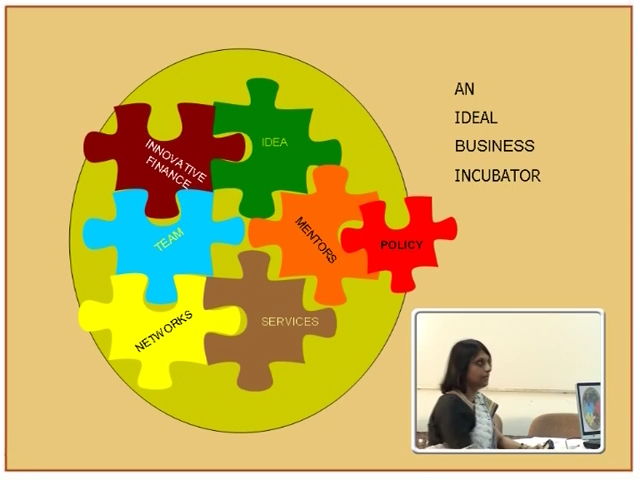 AN
IDEAL
BUSINESS
INCUBATOR
INNOVATIVE
FINANCE
IDEA
TEAM
MENTORS
POLICY
NETWORKS
SERVICES